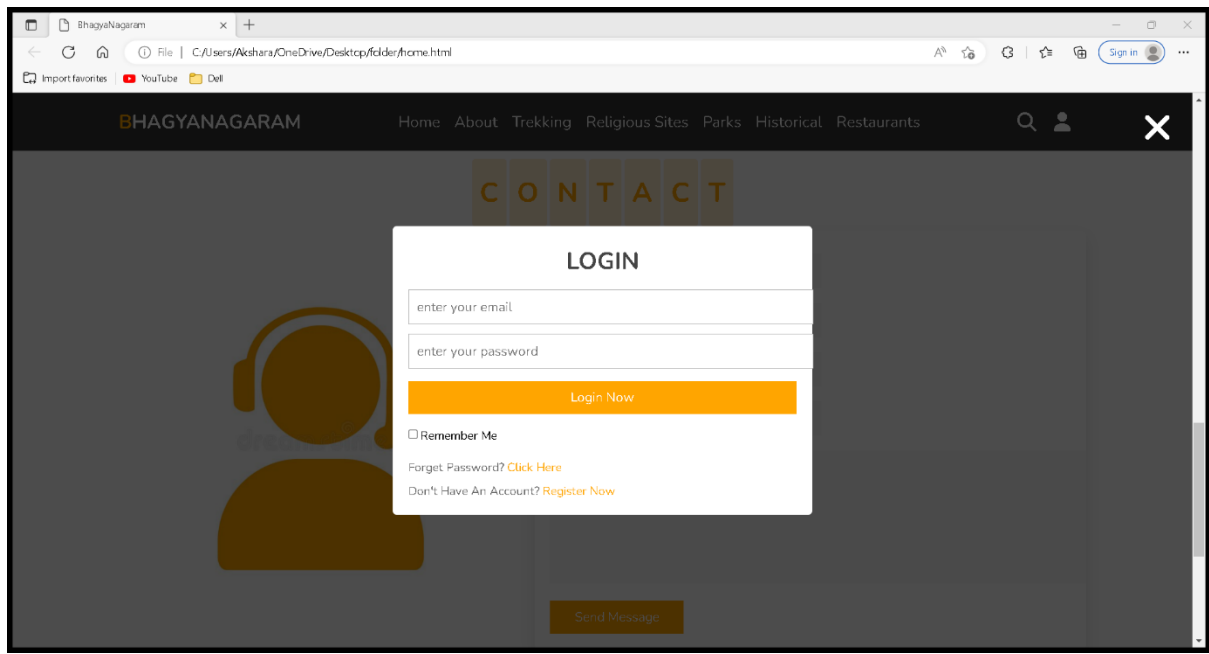 BhagyaNagaram
File | C:/Users/Akshara/OneDrive/Desktop/folder/home.html
Sign in
Import favorites YouTube Dell
BHAGYANAGARAM Home About Trekking Religious Sites Parks Historical Restaurants
CONTACT
LOGIN
enter your email
enter your password
Login Now
Remember Me
Forget Password? Click Here
Don't Have An Account? Register Now
Send Message